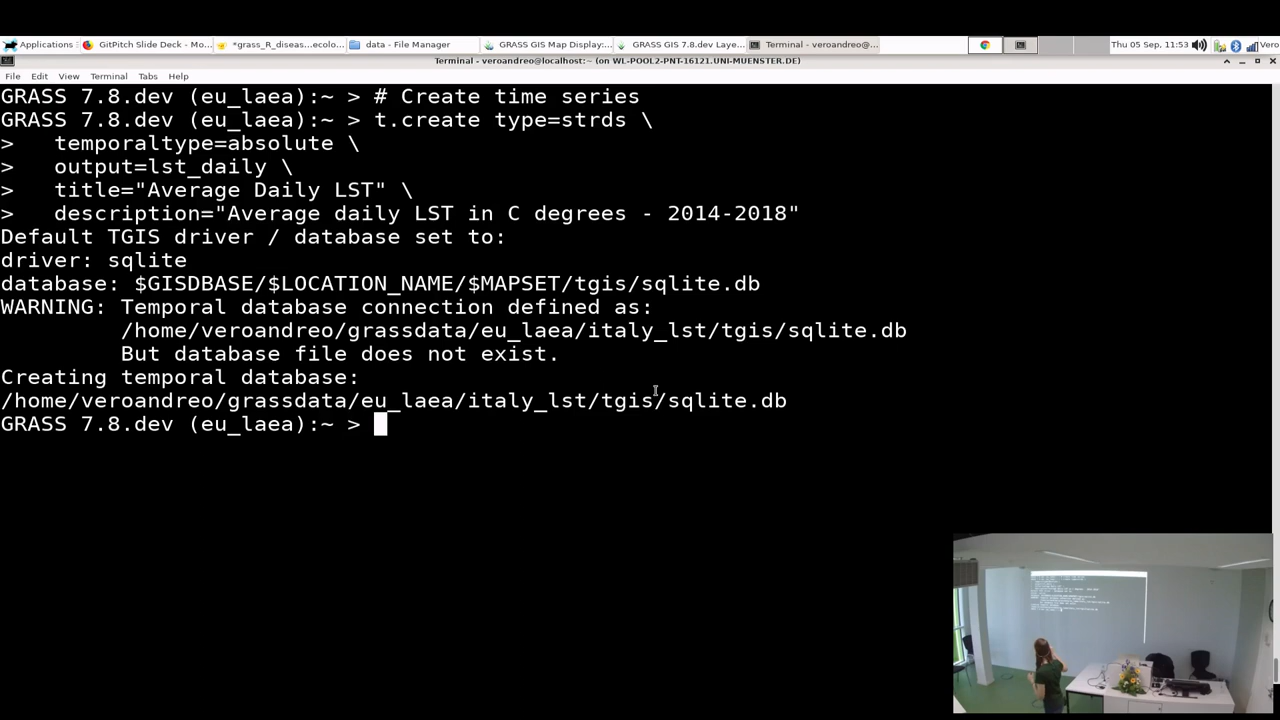 Applications
GitPitch Slide Deck - Mo...
*grass_R_diseas...ecolo...
data - File Manager
GRASS GIS Map Display:...
GRASS GIS 7.8.dev Laye...
Terminal - veroandreo@...
Thu 05 Sep, 11:53
Vero
Terminal - veroandreo@localhost:~ (on WL-POOL2-PNT-16121.UNI-MUENSTER.DE)
File Edit View Terminal Tabs Help
GRASS 7.8.dev (eu_laea):~ > # Create time series
GRASS 7.8.dev (eu_laea):~ > t.create type=strds \
>   temporaltype=absolute \
>   output=lst_daily \
>   title="Average Daily LST" \
>   description="Average daily LST in C degrees - 2014-2018"
Default TGIS driver / database set to:
driver: sqlite
database: $GISDBASE/$LOCATION_NAME/$MAPSET/tgis/sqlite.db
WARNING: Temporal database connection defined as:
         /home/veroandreo/grassdata/eu_laea/italy_lst/tgis/sqlite.db
         But database file does not exist.
Creating temporal database:
/home/veroandreo/grassdata/eu_laea/italy_lst/tgis/sqlite.db
GRASS 7.8.dev (eu_laea):~ >